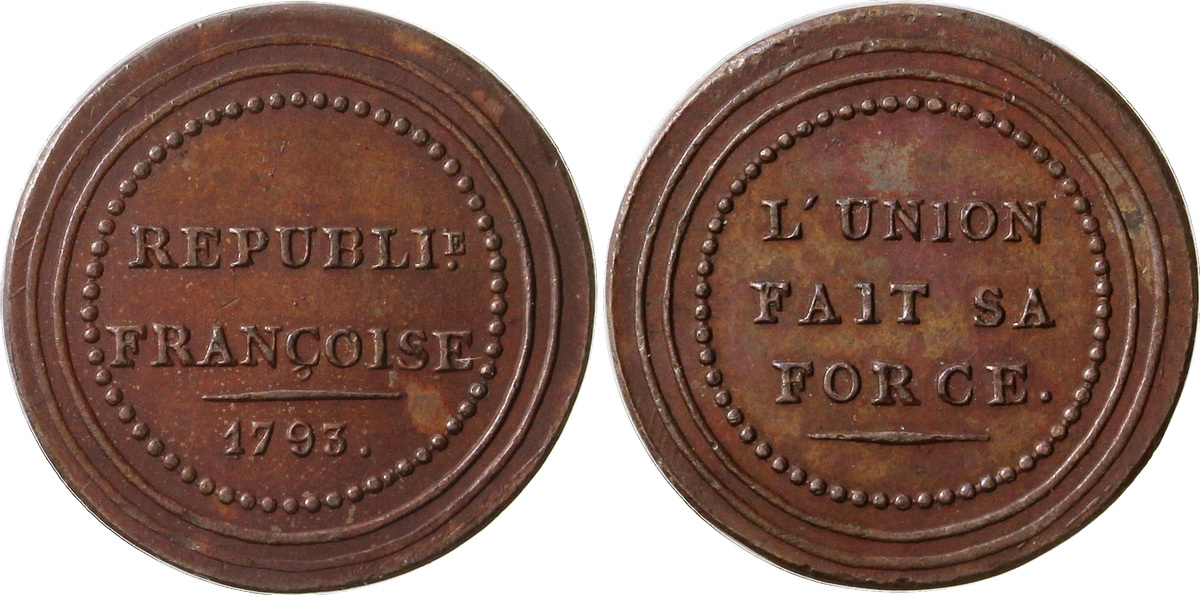 REPUBLIE.
FRANÇOISE
1793.
L'UNION
FAIT SA
FORCE.